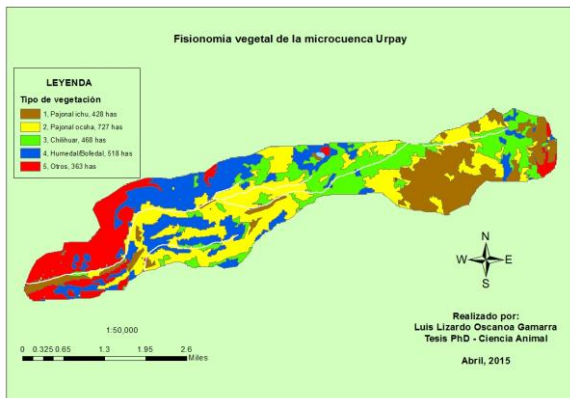 Fisionomia vegetal de la microcuenca Urpay
LEYENDA
Tipo de vegetación
1, Pajonal ichu, 428 has
2, Pajonal ocsha, 727 has
3, Chilihuar, 468 has
4, Humedal/Bofedal, 518 has
5, Otros, 363 has
N
W E
S
1:50,000
0 0.325 0.65 1.3 1.95 2.6
Miles
Realizado por:
Luis Lizardo Oscanoa Gamarra
Tesis PhD - Ciencia Animal
Abril, 2015